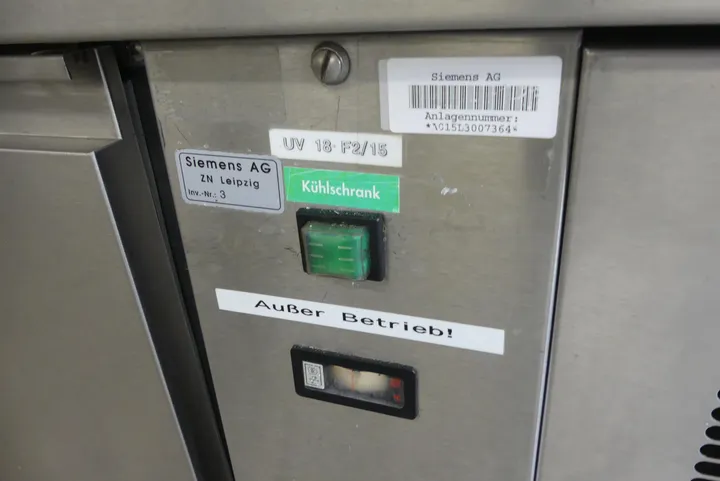 Siemens AG
Anlagennummer:
*\C15L3007364*
UV 18- F2/15
Siemens AG
ZN Leipzig
Inv.-Nr.: 3
Kühlschrank
Außer Betrieb!